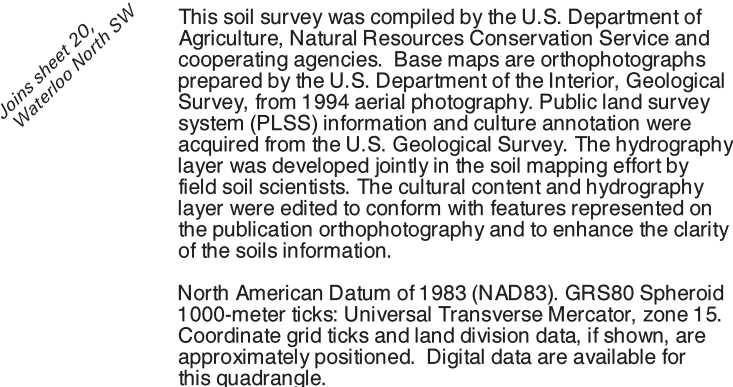 Joins sheet 20,
Waterloo North SW
This soil survey was compiled by the U.S. Department of
Agriculture, Natural Resources Conservation Service and
cooperating agencies.  Base maps are orthophotographs
prepared by the U.S. Department of the Interior, Geological
Survey, from 1994 aerial photography. Public land survey
system (PLSS) information and culture annotation were
acquired from the U.S. Geological Survey. The hydrography
layer was developed jointly in the soil mapping effort by
field soil scientists. The cultural content and hydrography
layer were edited to conform with features represented on
the publication orthophotography and to enhance the clarity
of the soils information.
North American Datum of 1983 (NAD83). GRS80 Spheroid
1000-meter ticks: Universal Transverse Mercator, zone 15.
Coordinate grid ticks and land division data, if shown, are
approximately positioned.  Digital data are available for
this quadrangle.